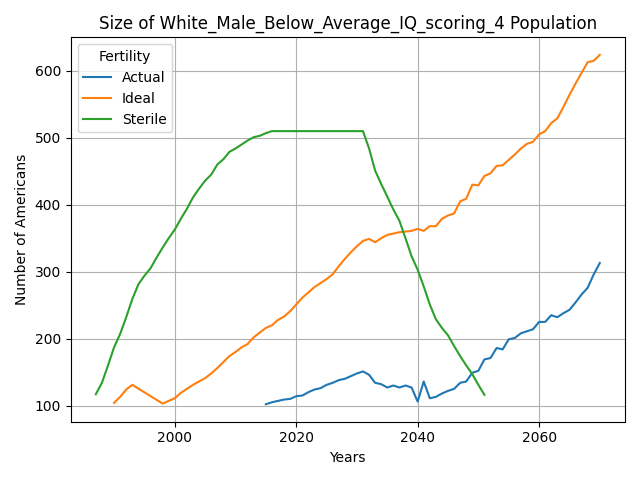 Size of White_Male_Below_Average_IQ_scoring_4 Population
Fertility
Actual
Ideal
Sterile
Number of Americans
600
500
400
300
200
100
2000
2020
2040
2060
Years